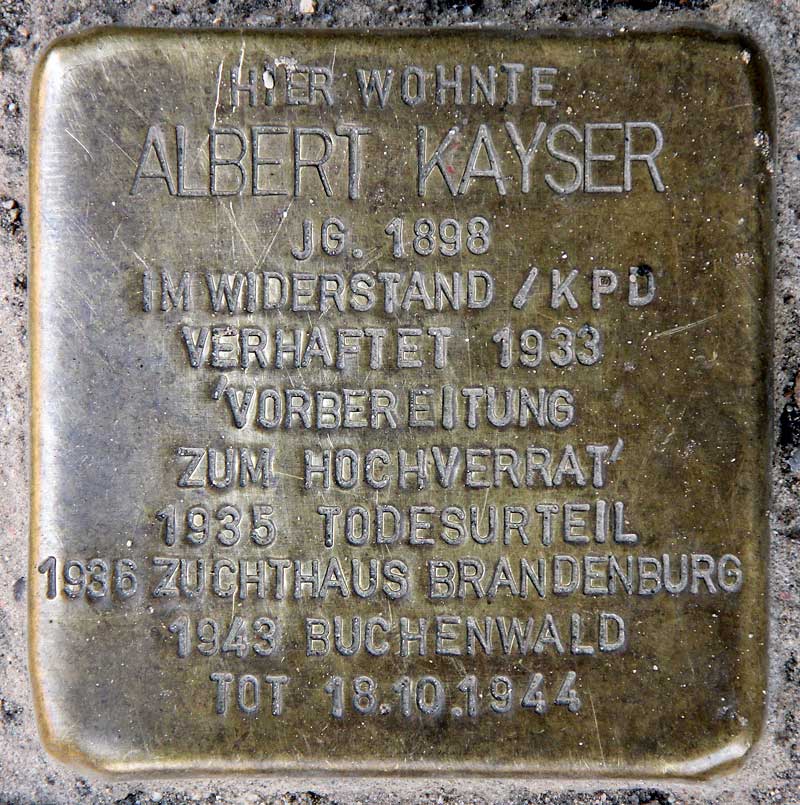 HIER WOHNTE
ALBERT KAYSER
JG. 1898
IM WIDERSTAND / KPD
VERHAFTET 1933
'VORBEREITUNG
ZUM HOCHVERRAT'
1935 TODESURTEIL
1936 ZUCHTHAUS BRANDENBURG
1943 BUCHENWALD
TOT 18.10.1944